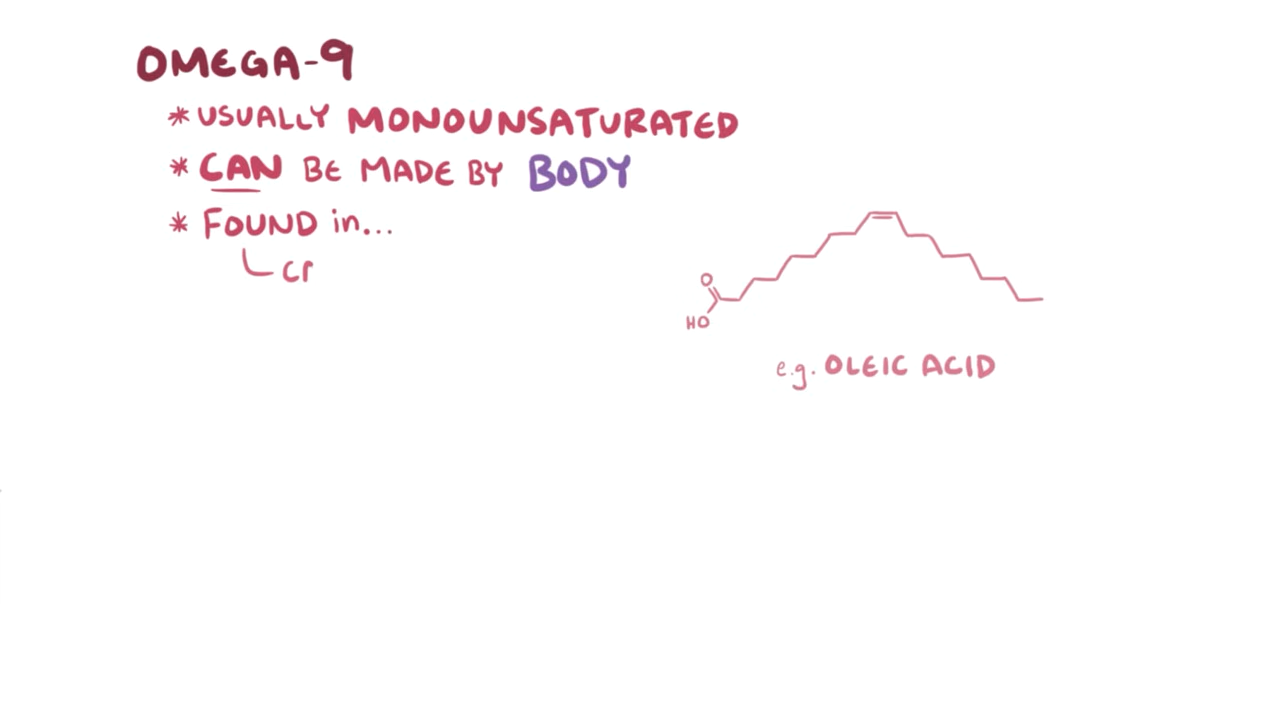 OMEGA-9
* USUALLY MONOUNSATURATED
* CAN BE MADE BY BODY
* FOUND in...
O
HO
e.g. OLEIC ACID